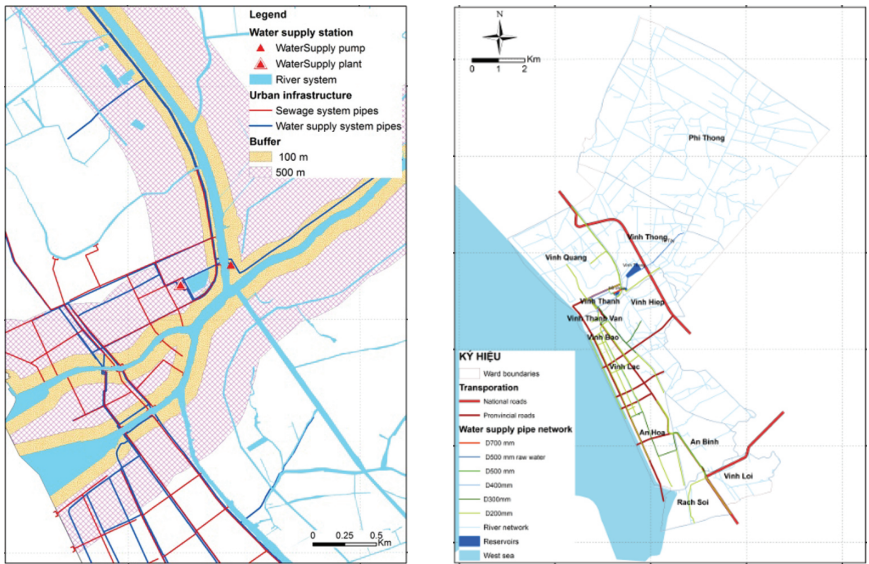 Legend
Water supply station
WaterSupply pump
WaterSupply plant
River system
Urban infrastructure
Sewage system pipes
Water supply system pipes
Buffer
100 m
500 m
0 0.25 0.5
Km
N
0 1 2
Km
Phi Thong
Vinh Thong
Vinh Quang
Vinh Thanh
Vinh Hiep
Vinh Thanh Van
Vinh Bao
Vinh Lac
An Hoa
An Binh
Vinh Loi
Rach Soi
KÝ HIỆU
Ward boundaries
Transporation
National roads
Pronvincial roads
Water supply pipe network
D700 mm
D500 mm raw water
D500 mm
D400mm
D300mm
D200mm
River network
Reservoirs
West sea